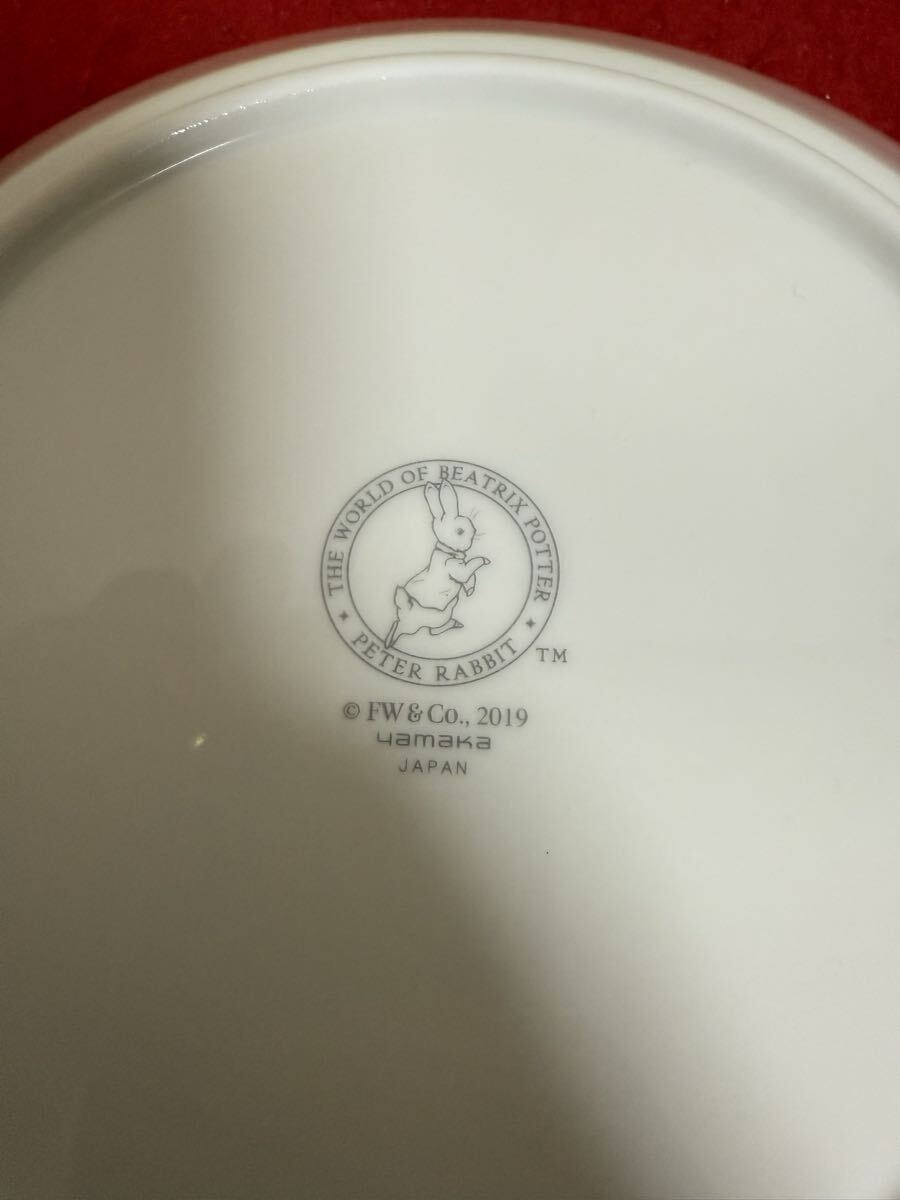 THE WORLD OF BEATRIX POTTER
PETER RABBIT
TM
© FW & Co., 2019
yamaka
JAPAN